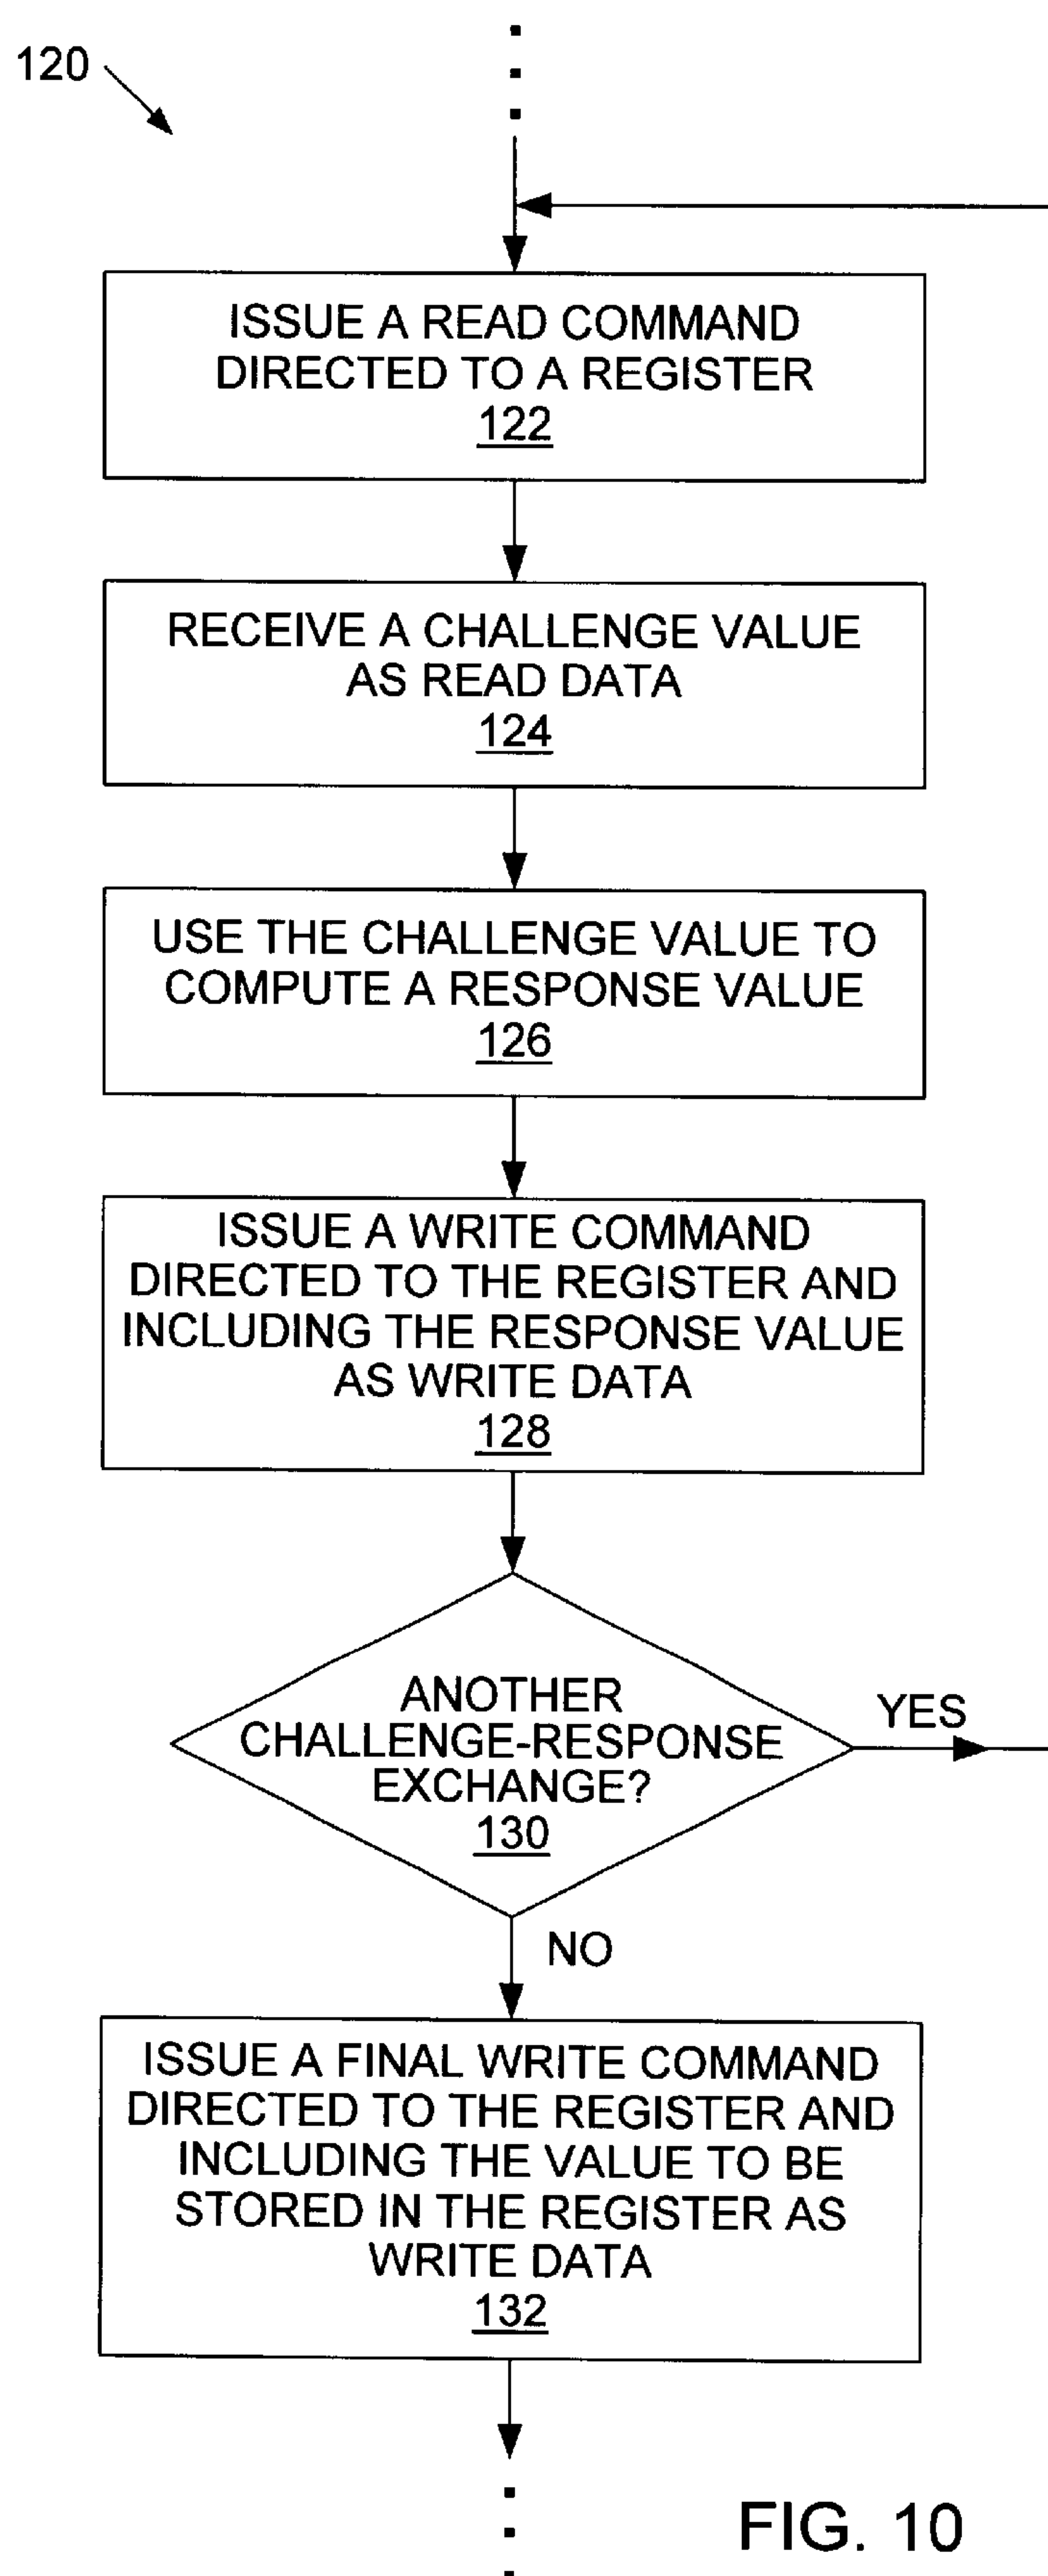 120
ISSUE A READ COMMAND
DIRECTED TO A REGISTER
122
RECEIVE A CHALLENGE VALUE
AS READ DATA
124
USE THE CHALLENGE VALUE TO
COMPUTE A RESPONSE VALUE
126
ISSUE A WRITE COMMAND
DIRECTED TO THE REGISTER AND
INCLUDING THE RESPONSE VALUE
AS WRITE DATA
128
ANOTHER
CHALLENGE-RESPONSE
EXCHANGE?
130
YES
NO
ISSUE A FINAL WRITE COMMAND
DIRECTED TO THE REGISTER AND
INCLUDING THE VALUE TO BE
STORED IN THE REGISTER AS
WRITE DATA
132
FIG. 10